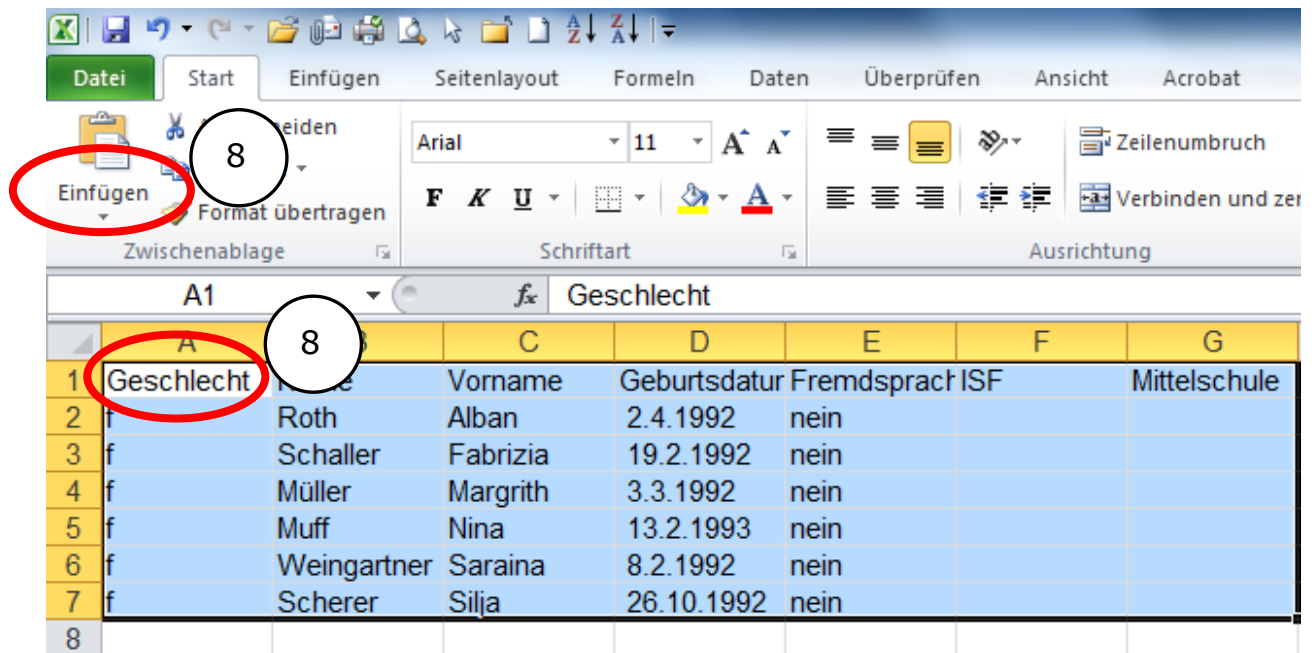 Datei Start Einfügen Seitenlayout Formeln Daten Überprüfen Ansicht Acrobat
8
Arial 11 A A Zeilenumbruch
Einfügen Format übertragen F K U A Verbinden und zer
Zwischenablage Schriftart Ausrichtung
A1 fx Geschlecht
A 8 C D E F G
1 Geschlecht Vorname Geburtsdatur Fremdsprach ISF Mittelschule
2 f Roth Alban 2.4.1992 nein
3 f Schaller Fabrizia 19.2.1992 nein
4 f Müller Margrith 3.3.1992 nein
5 f Muff Nina 13.2.1993 nein
6 f Weingartner Saraina 8.2.1992 nein
7 f Scherer Silja 26.10.1992 nein
8